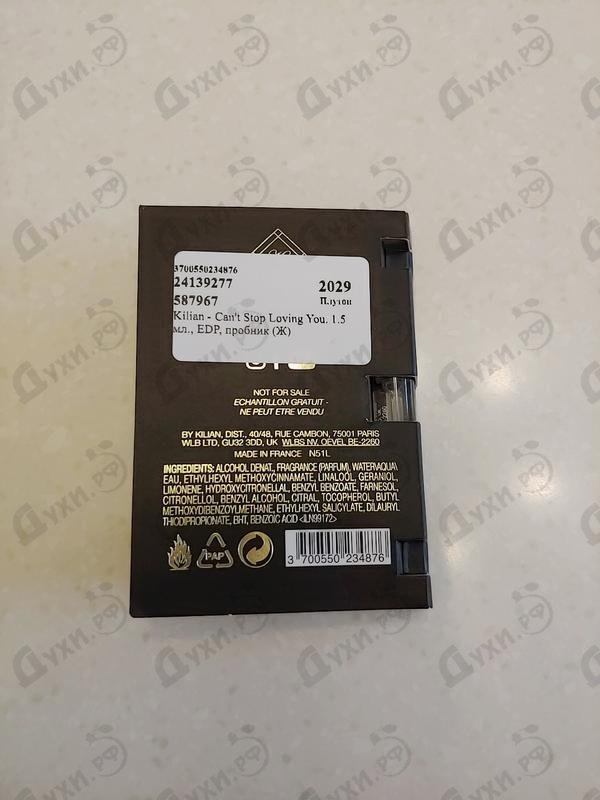 3700550234876
24139277 2029
587967 Плутон
Kilian - Can't Stop Loving You. 1.5
мл., EDP, пробник (Ж)
NOT FOR SALE
ECHANTILLON GRATUIT -
NE PEUT ETRE VENDU
BY KILIAN, DIST., 40/48, RUE CAMBON, 75001 PARIS
WLB LTD, GU32 3DD, UK WLBS NV. OEVEL BE-2260
MADE IN FRANCE N51L
INGREDIENTS: ALCOHOL DENAT., FRAGRANCE (PARFUM), WATER\AQUA\
EAU, ETHYLHEXYL METHOXYCINNAMATE, LINALOOL, GERANIOL,
LIMONENE, HYDROXYCITRONELLAL, BENZYL BENZOATE, FARNESOL,
CITRONELLOL, BENZYL ALCOHOL, CITRAL, TOCOPHEROL, BUTYL
METHOXYDIBENZOYLMETHANE, ETHYLHEXYL SALICYLATE, DILAURYL
THIODIPROPIONATE, BHT, BENZOIC ACID <ILN99172>
PAP
3 700550 234876
Духи.рф